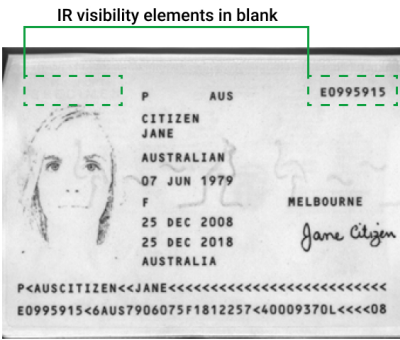 IR visibility elements in blank
P AUS E0995915
CITIZEN
JANE
AUSTRALIAN
07 JUN 1979
F MELBOURNE
25 DEC 2008
25 DEC 2018
Jane Citizen
AUSTRALIA
P<AUSCITIZEN<<JANE<<<<<<<<<<<<<<<<<<<<<<<<<<
E0995915<6AUS7906075F1812257<40009370L<<<<08